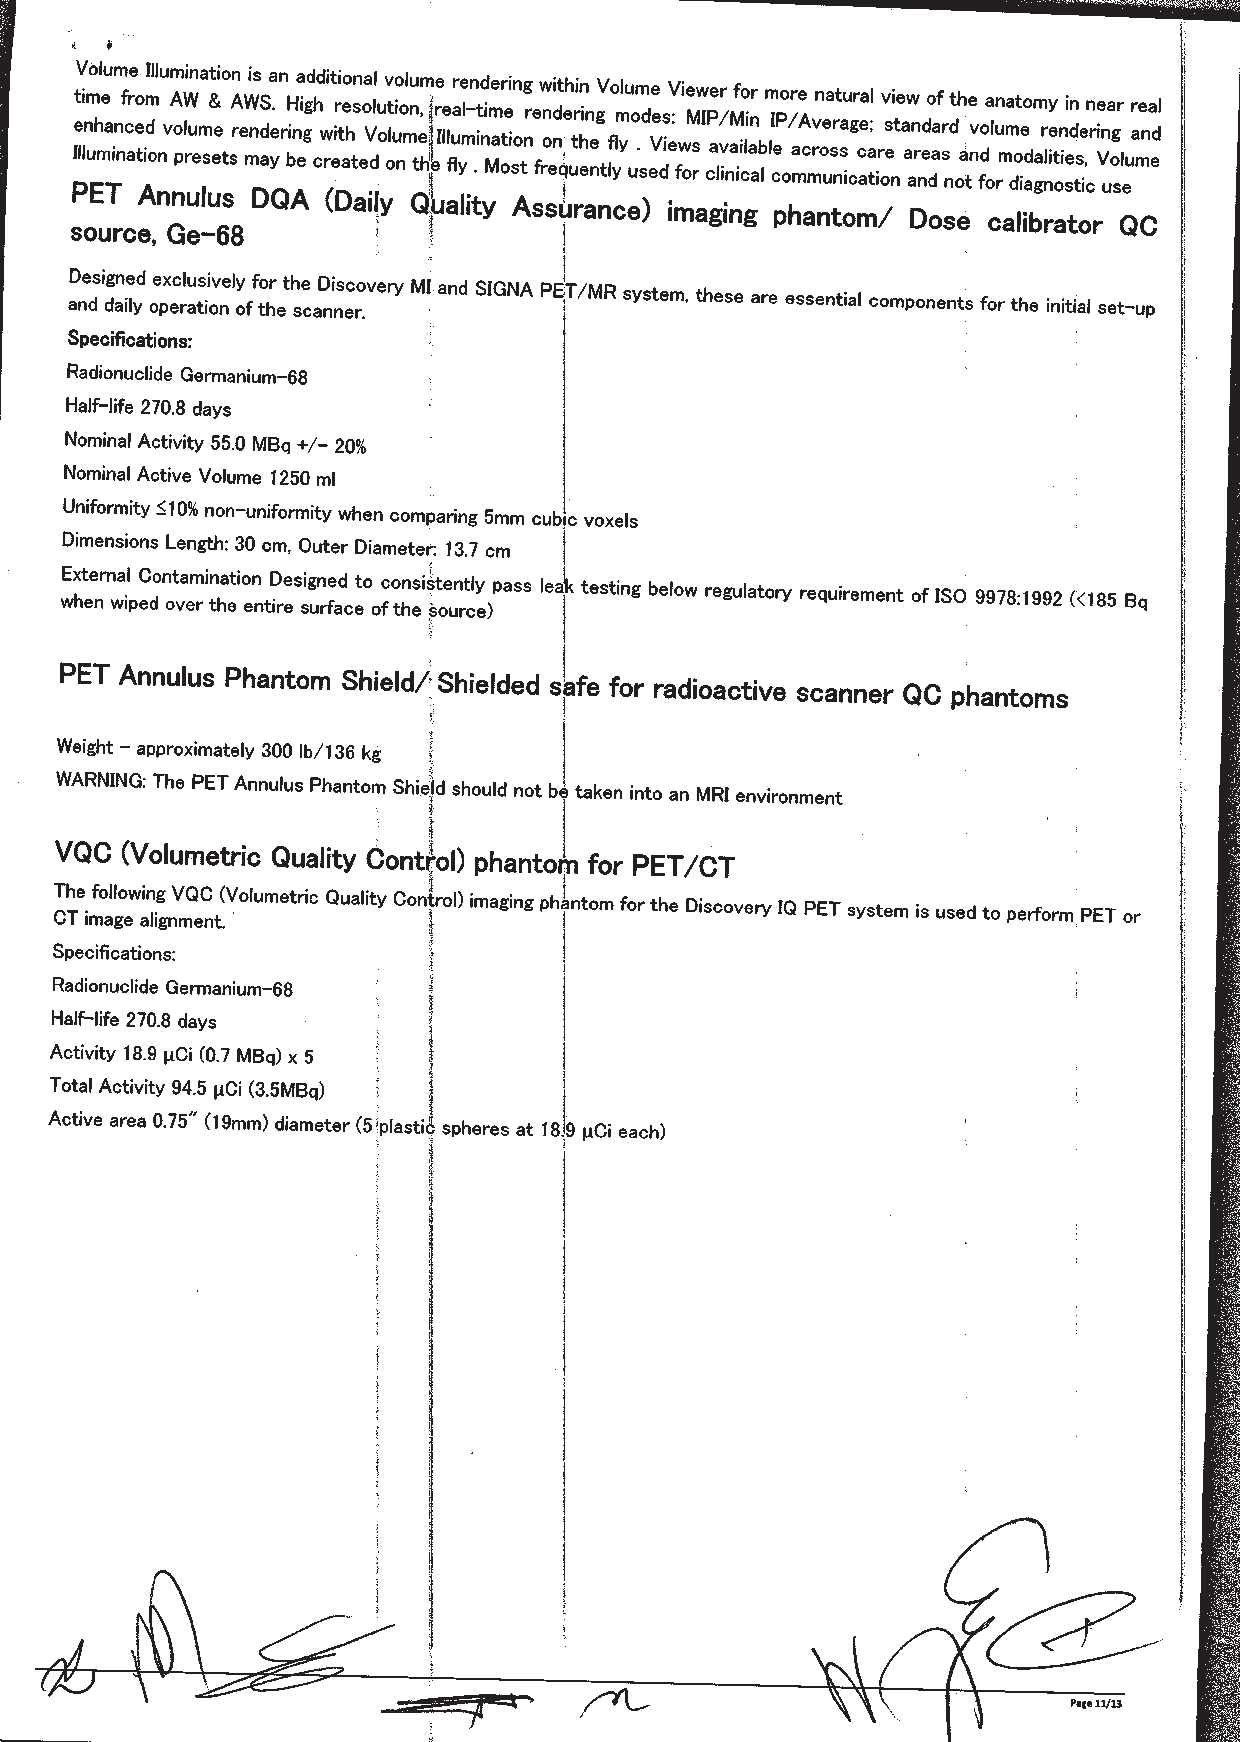 Volume Illumination is an additional volume rendering within Volume Viewer for more natural view of the anatomy in near real
time from AW & AWS. High resolution, real-time rendering modes: MIP/Min IP/Average; standard volume rendering and
enhanced volume rendering with Volume Illumination on the fly . Views available across care areas and modalities, Volume
Illumination presets may be created on the fly . Most frequently used for clinical communication and not for diagnostic use
PET Annulus DQA (Daily Quality Assurance) imaging phantom/ Dose calibrator QC
source, Ge-68
Designed exclusively for the Discovery MI and SIGNA PET/MR system, these are essential components for the initial set-up
and daily operation of the scanner.
Specifications:
Radionuclide Germanium-68
Half-life 270.8 days
Nominal Activity 55.0 MBq +/- 20%
Nominal Active Volume 1250 ml
Uniformity ≤10% non-uniformity when comparing 5mm cubic voxels
Dimensions Length: 30 cm, Outer Diameter: 13.7 cm
External Contamination Designed to consistently pass leak testing below regulatory requirement of ISO 9978:1992 (<185 Bq
when wiped over the entire surface of the source)
PET Annulus Phantom Shield/ Shielded safe for radioactive scanner QC phantoms
Weight - approximately 300 lb/136 kg
WARNING: The PET Annulus Phantom Shield should not be taken into an MRI environment
VQC (Volumetric Quality Control) phantom for PET/CT
The following VQC (Volumetric Quality Control) imaging phantom for the Discovery IQ PET system is used to perform PET or
CT image alignment.
Specifications:
Radionuclide Germanium-68
Half-life 270.8 days
Activity 18.9 µCi (0.7 MBq) x 5
Total Activity 94.5 µCi (3.5MBq)
Active area 0.75″ (19mm) diameter (5 plastic spheres at 18.9 µCi each)
Page 11/13